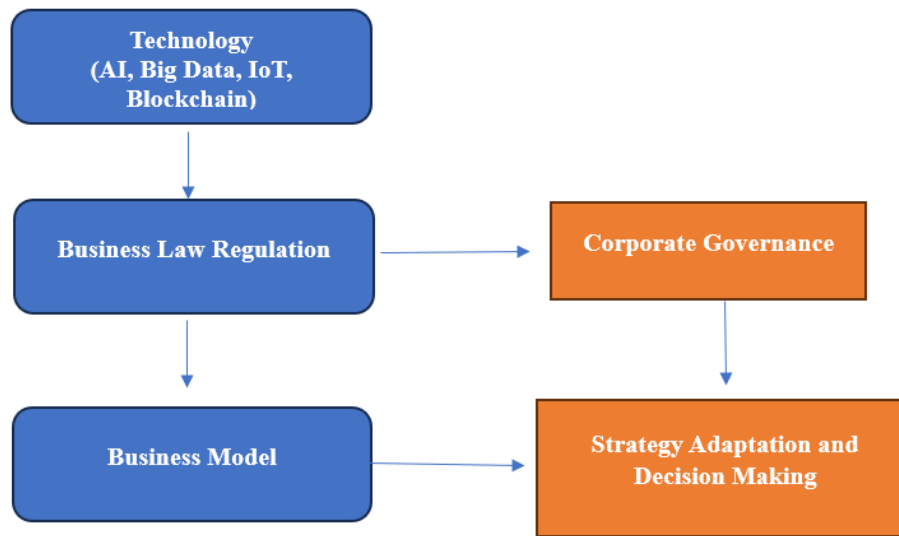 Technology
(AI, Big Data, IoT,
Blockchain)
Business Law Regulation
Corporate Governance
Business Model
Strategy Adaptation and
Decision Making